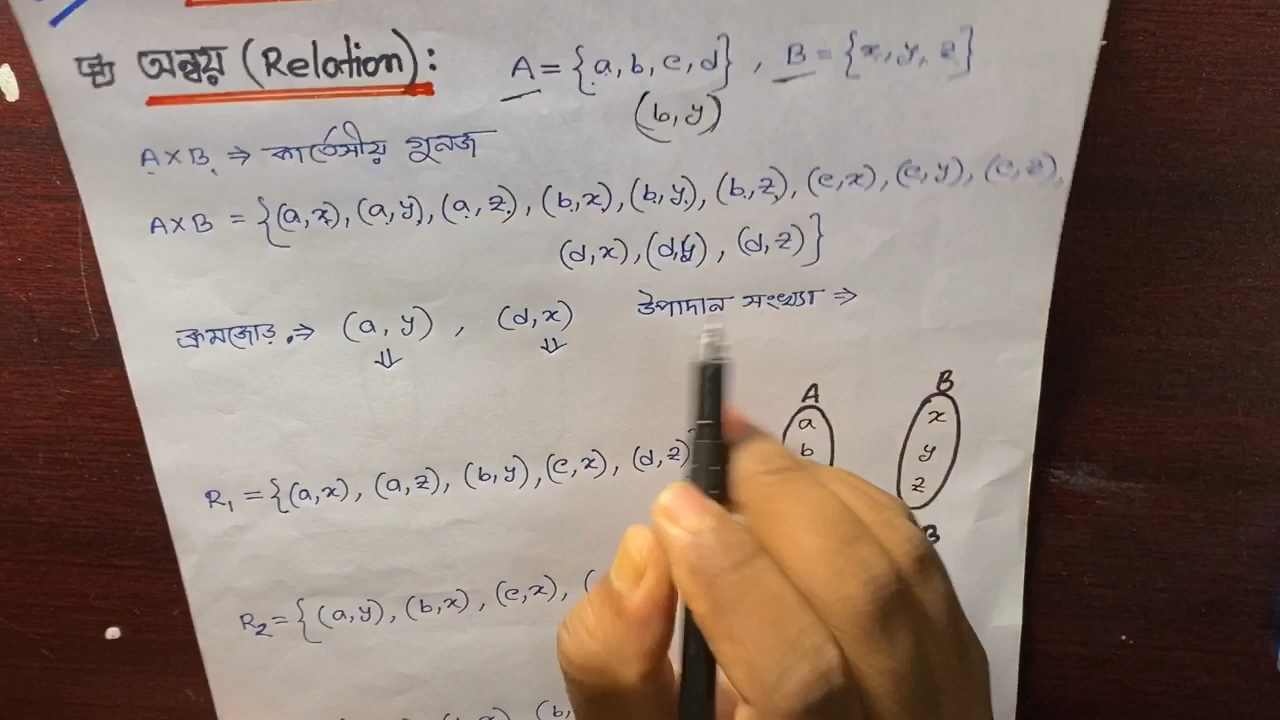 অন্বয় (Relation): A = {a, b, c, d}, B = {x, y, z}
(b, y)
A×B ⇒ কার্তেসীয় গুনজ
A×B = {(a, x), (a, y), (a, z), (b, x), (b, y), (b, z), (c, x), (c, y), (c, z),
(d, x), (d, y), (d, z)}
ক্রমজোড় ⇒ (a, y), (d, x) উপাদান সংখ্যা ⇒
⇓ ⇓
A B
a x
b y
z
R₁ = {(a, x), (a, z), (b, y), (c, x), (d, z)
B
R₂ = {(a, y), (b, x), (c, x), (
(b,